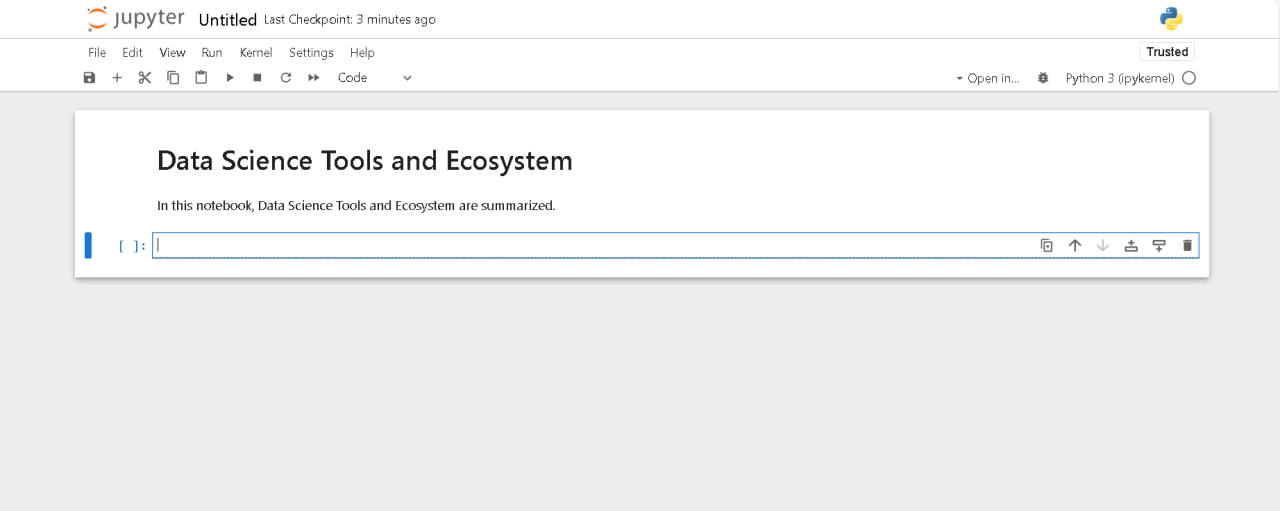 jupyter Untitled Last Checkpoint: 3 minutes ago
File Edit View Run Kernel Settings Help Trusted
Code Open in... Python 3 (ipykernel)
Data Science Tools and Ecosystem
In this notebook, Data Science Tools and Ecosystem are summarized.
[ ]: